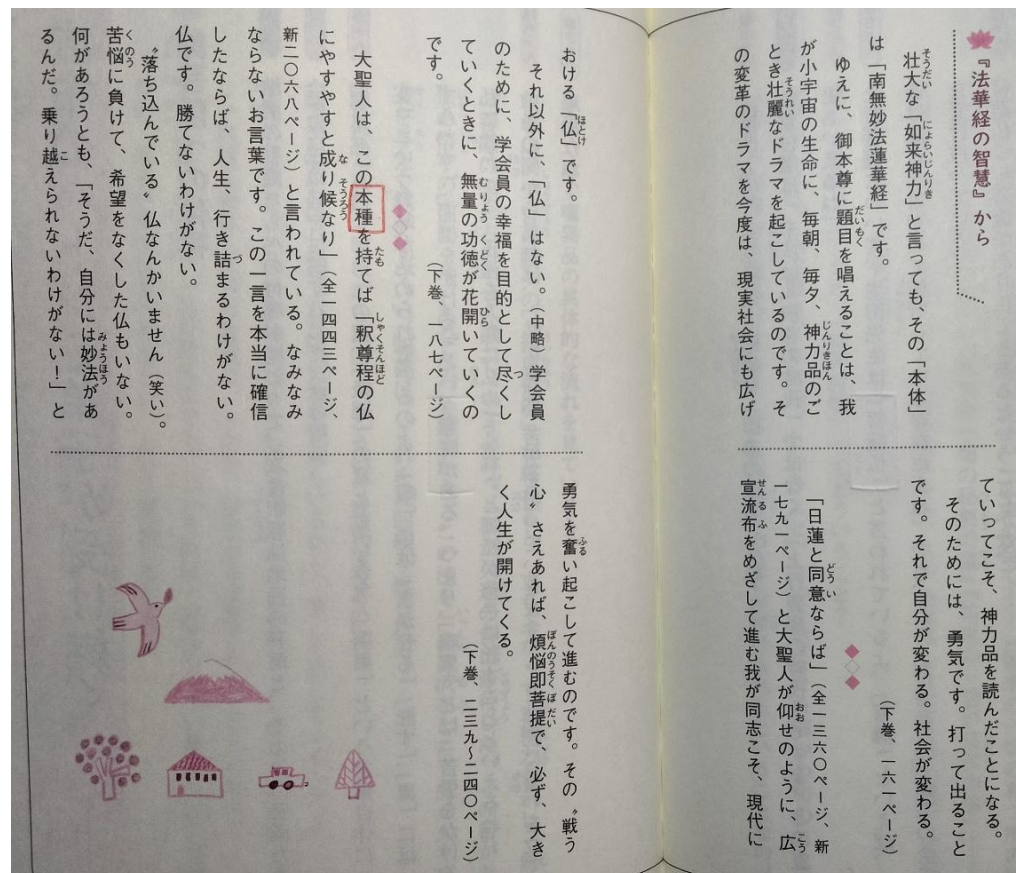 『法華経の智慧』から
壮大な「如来神力」と言っても、その「本体」
は「南無妙法蓮華経」です。
ゆえに、御本尊に題目を唱えることは、我
が小宇宙の生命に、毎朝、毎夕、神力品のご
とき壮麗なドラマを起こしているのです。そ
の変革のドラマを今度は、現実社会にも広げ
ていってこそ、神力品を読んだことになる。
そのためには、勇気です。打って出ること
です。それで自分が変わる。社会が変わる。
(下巻、一六一ページ)
◆◇◆
「日蓮と同意ならば」(全一三六〇ページ、新
一七九一ページ)と大聖人が仰せのように、広
宣流布をめざして進む我が同志こそ、現代に
おける「仏」です。
それ以外に、「仏」はない。(中略)学会員
のために、学会員の幸福を目的として尽くし
ていくときに、無量の功徳が花開いていくの
です。
(下巻、一八七ページ)
◆◇◆
大聖人は、この本種を持てば「釈尊程の仏
にやすやすと成り候なり」(全一四四三ページ、
新二〇六八ページ)と言われている。なみなみ
ならないお言葉です。この一言を本当に確信
したならば、人生、行き詰まるわけがない。
仏です。勝てないわけがない。
〝落ち込んでいる〟仏なんかいません(笑い)。
苦悩に負けて、希望をなくした仏もいない。
何があろうとも、「そうだ、自分には妙法があ
るんだ。乗り越えられないわけがない!」と
勇気を奮い起こして進むのです。その〝戦う
心〟さえあれば、煩悩即菩提で、必ず、大き
く人生が開けてくる。
(下巻、二三九~二四〇ページ)